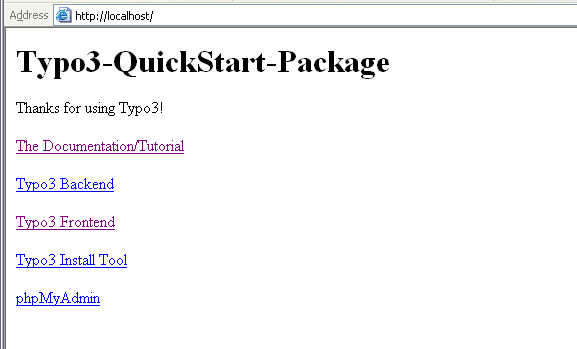 Address http://localhost/
Typo3-QuickStart-Package
Thanks for using Typo3!
The Documentation/Tutorial
Typo3 Backend
Typo3 Frontend
Typo3 Install Tool
phpMyAdmin